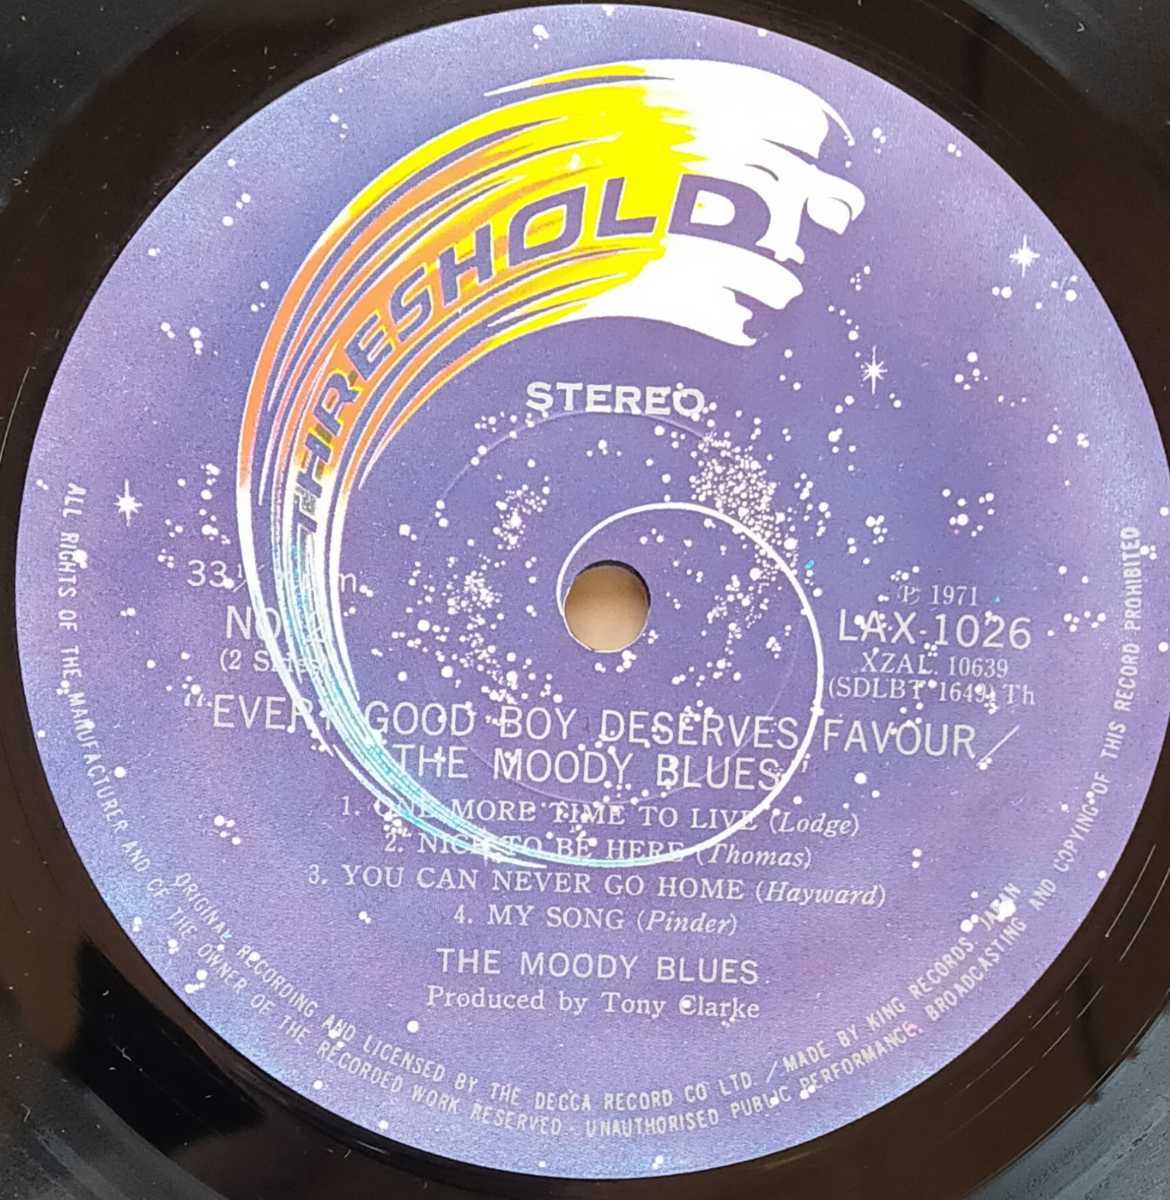 THRESHOLD
STEREO
33⅓ r.p.m.
NO. 2
(2 Sides)
℗ 1971
LAX-1026
XZAL. 10639
(SDLBT 1649) Th
"EVERY GOOD BOY DESERVES FAVOUR／
THE MOODY BLUES"
1. ONE MORE TIME TO LIVE (Lodge)
2. NICE TO BE HERE (Thomas)
3. YOU CAN NEVER GO HOME (Hayward)
4. MY SONG (Pinder)
THE MOODY BLUES
Produced by Tony Clarke
ORIGINAL RECORDING AND LICENSED BY THE DECCA RECORD CO LTD. / MADE BY KING RECORDS JAPAN
ALL RIGHTS OF THE MANUFACTURER AND OF THE OWNER OF THE RECORDED WORK RESERVED - UNAUTHORISED PUBLIC PERFORMANCE, BROADCASTING AND COPYING OF THIS RECORD PROHIBITED